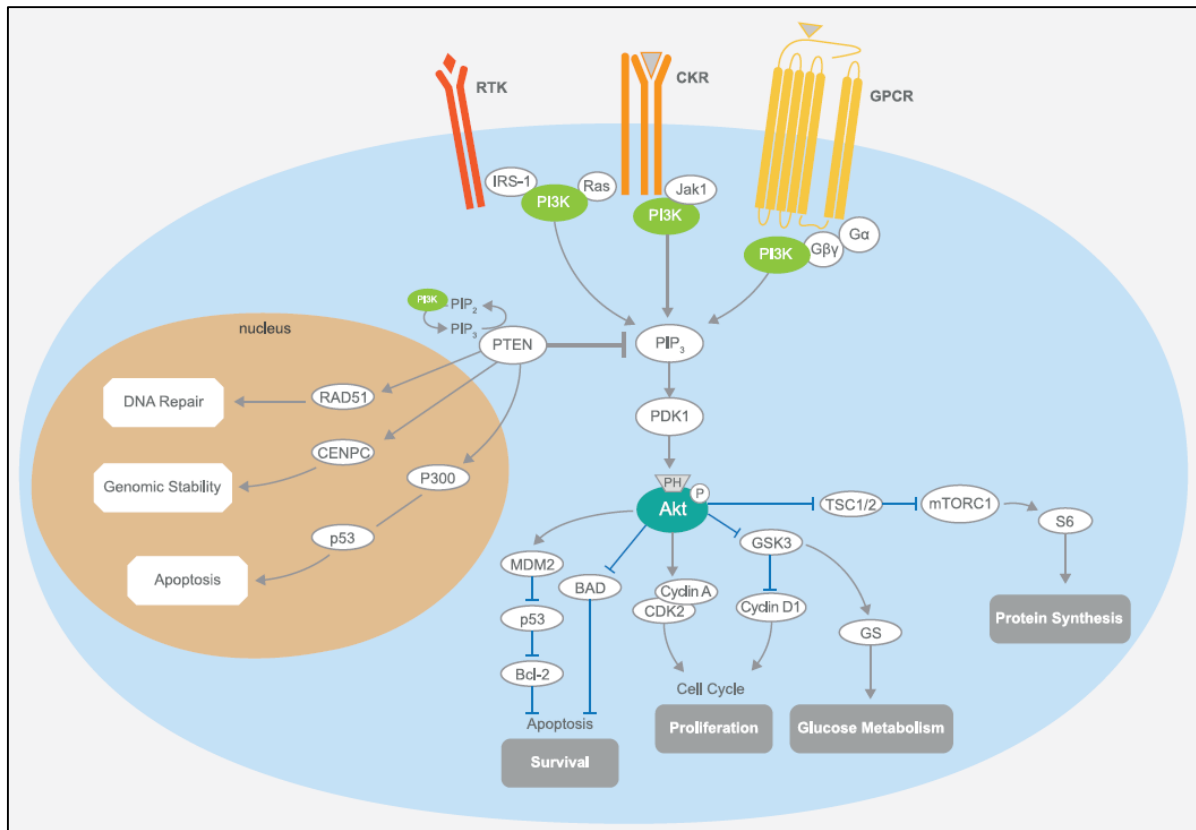 RTK
CKR
GPCR
IRS-1
PI3K
Ras
Jak1
PI3K
PI3K
Gβγ
Gα
PI3K
PIP2
PIP3
PTEN
PIP3
nucleus
DNA Repair
RAD51
PDK1
Genomic Stability
CENPC
P300
PH
P
Akt
TSC1/2
mTORC1
S6
p53
Apoptosis
MDM2
BAD
GSK3
Cyclin A
CDK2
Cyclin D1
p53
GS
Protein Synthesis
Bcl-2
Apoptosis
Cell Cycle
Survival
Proliferation
Glucose Metabolism